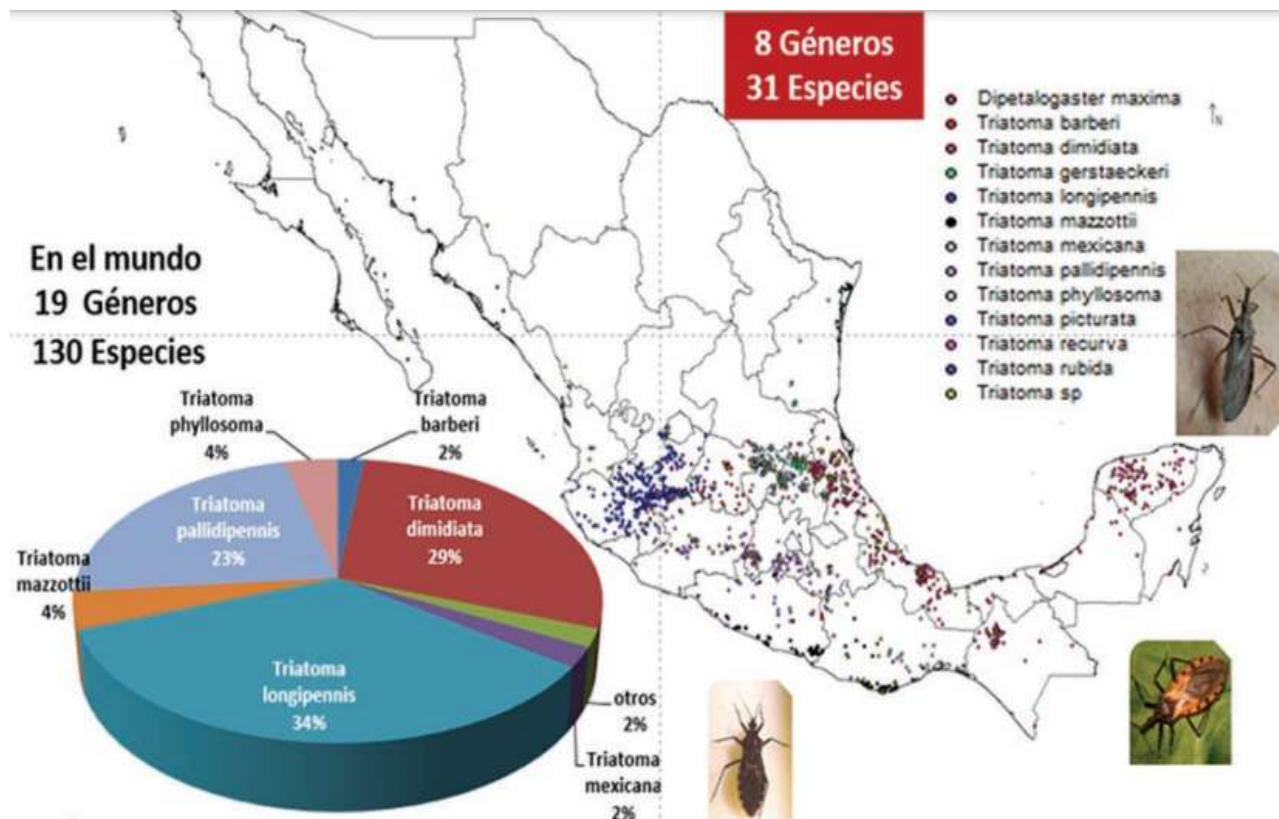 8 Géneros
31 Especies
Dipetalogaster maxima
Triatoma barberi
Triatoma dimidiata
Triatoma gerstaeckeri
Triatoma longipennis
Triatoma mazzottii
Triatoma mexicana
Triatoma pallidipennis
Triatoma phyllosoma
Triatoma picturata
Triatoma recurva
Triatoma rubida
Triatoma sp
N
En el mundo
19 Géneros
130 Especies
Triatoma
phyllosoma
4%
Triatoma
barberi
2%
Triatoma
pallidipennis
23%
Triatoma
dimidiata
29%
Triatoma
mazzottii
4%
Triatoma
longipennis
34%
otros
2%
Triatoma
mexicana
2%